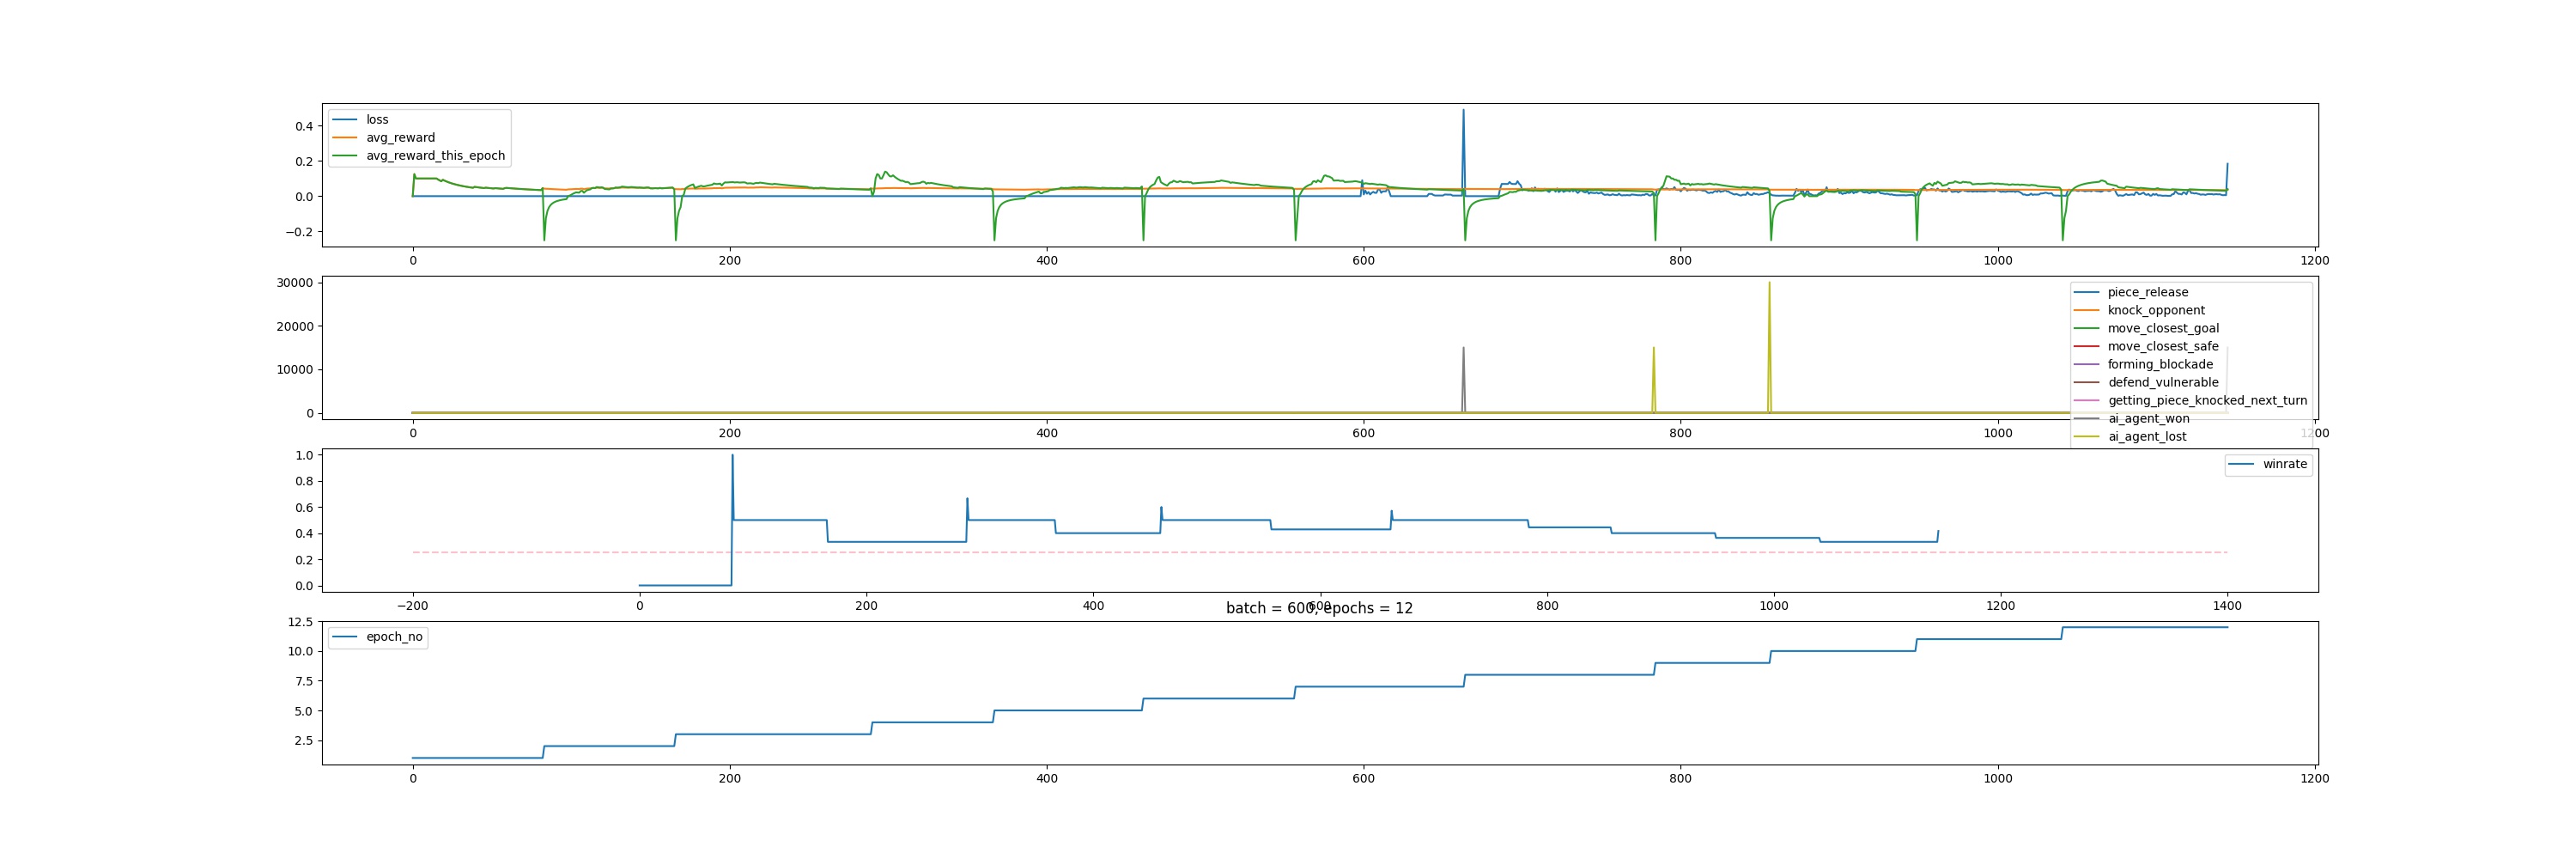 loss
avg_reward
avg_reward_this_epoch
0.4
0.2
0.0
−0.2
0 200 400 600 800 1000 1200
30000
20000
10000
0
piece_release
knock_opponent
move_closest_goal
move_closest_safe
forming_blockade
defend_vulnerable
getting_piece_knocked_next_turn
ai_agent_won
ai_agent_lost
0 200 400 600 800 1000 1200
1.0
0.8
0.6
0.4
0.2
0.0
winrate
−200 0 200 400 600 800 1000 1200 1400
batch = 600, epochs = 12
12.5
10.0
7.5
5.0
2.5
epoch_no
0 200 400 600 800 1000 1200